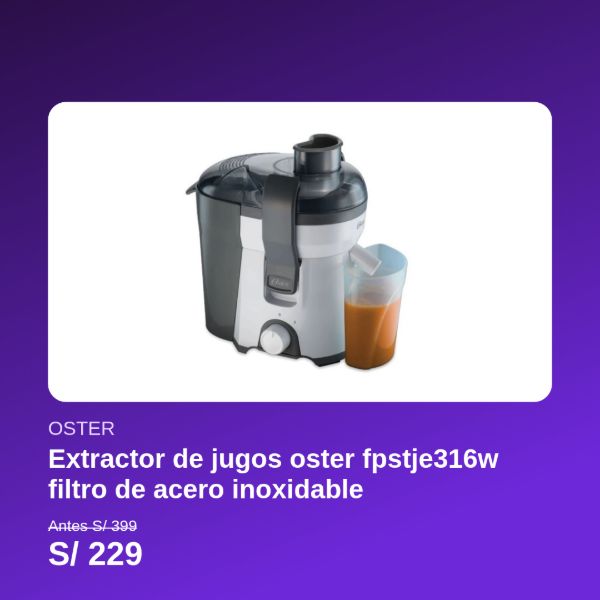 OSTER
Extractor de jugos oster fpstje316w
filtro de acero inoxidable
Antes S/ 399
S/ 229